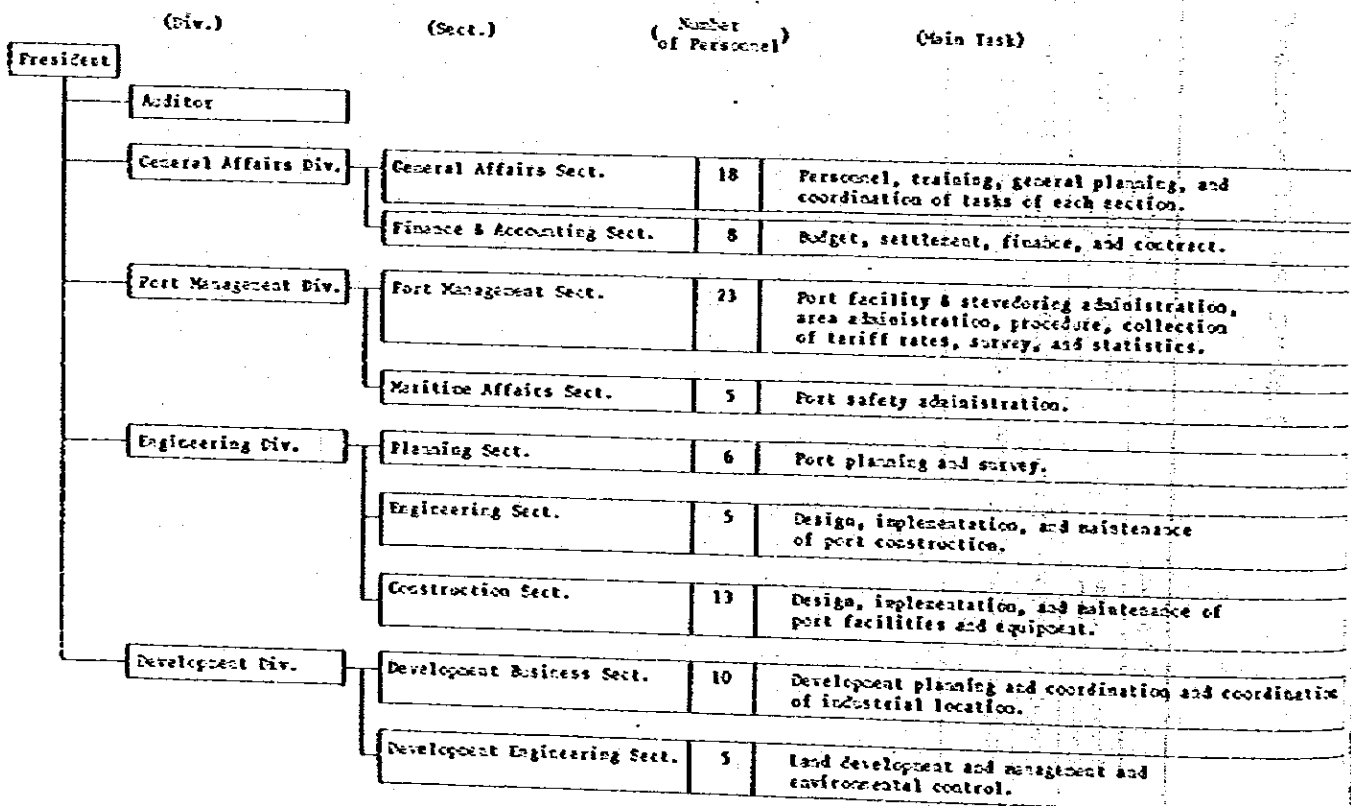 (Div.) (Sect.) (Number of Personnel) (Main Task)
President
Auditor
General Affairs Div. General Affairs Sect. 18 Personnel, training, general planning, and
coordination of tasks of each section.
Finance & Accounting Sect. 8 Budget, settlement, finance, and contract.
Port Management Div. Port Management Sect. 23 Port facility & stevedoring administration,
area administration, procedure, collection
of tariff rates, survey, and statistics.
Maritime Affairs Sect. 5 Port safety administration.
Engineering Div. Planning Sect. 6 Port planning and survey.
Engineering Sect. 5 Design, implementation, and maintenance
of port construction.
Construction Sect. 13 Design, implementation, and maintenance of
port facilities and equipment.
Development Div. Development Business Sect. 10 Development planning and coordination and coordination
of industrial location.
Development Engineering Sect. 5 Land development and management and
environmental control.